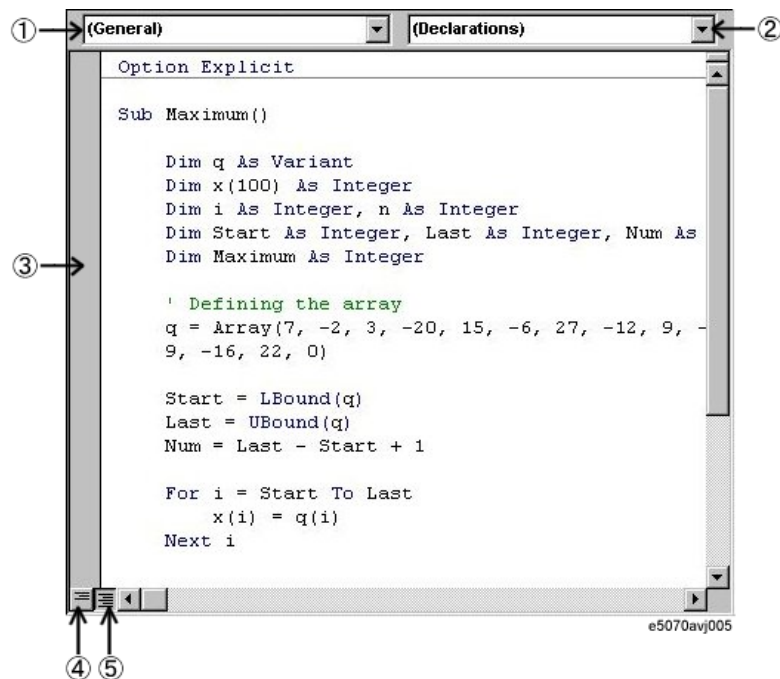 ① (General) (Declarations) ②
Option Explicit
Sub Maximum()
Dim q As Variant
Dim x(100) As Integer
Dim i As Integer, n As Integer
Dim Start As Integer, Last As Integer, Num As
③ Dim Maximum As Integer
' Defining the array
q = Array(7, -2, 3, -20, 15, -6, 27, -12, 9, -
9, -16, 22, 0)
Start = LBound(q)
Last = UBound(q)
Num = Last - Start + 1
For i = Start To Last
x(i) = q(i)
Next i
e5070avj005
④ ⑤